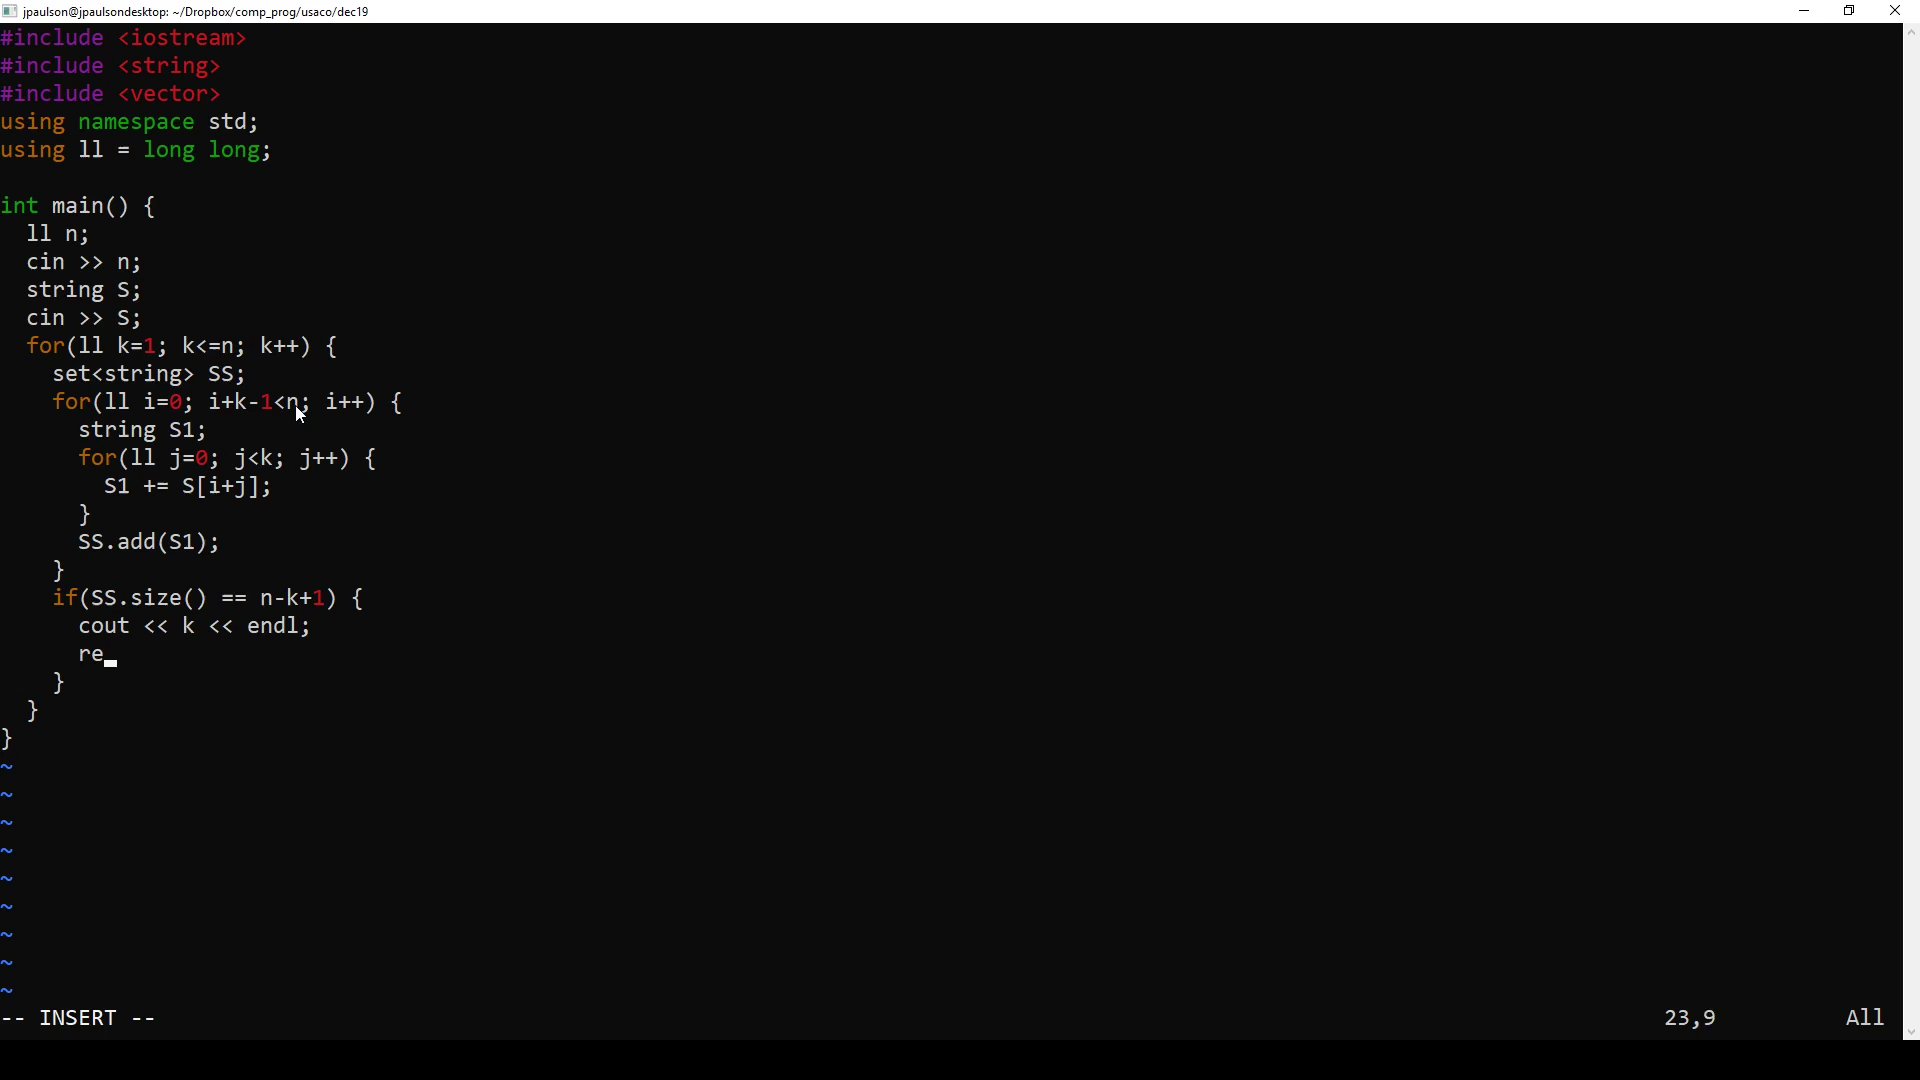 jpaulson@jpaulsondesktop: ~/Dropbox/comp_prog/usaco/dec19
#include <iostream>
#include <string>
#include <vector>
using namespace std;
using ll = long long;
int main() {
  ll n;
  cin >> n;
  string S;
  cin >> S;
  for(ll k=1; k<=n; k++) {
    set<string> SS;
    for(ll i=0; i+k-1<n; i++) {
      string S1;
      for(ll j=0; j<k; j++) {
        S1 += S[i+j];
      }
      SS.add(S1);
    }
    if(SS.size() == n-k+1) {
      cout << k << endl;
      re
    }
  }
}
~
~
~
~
~
~
~
~
~
-- INSERT -- 23,9 All